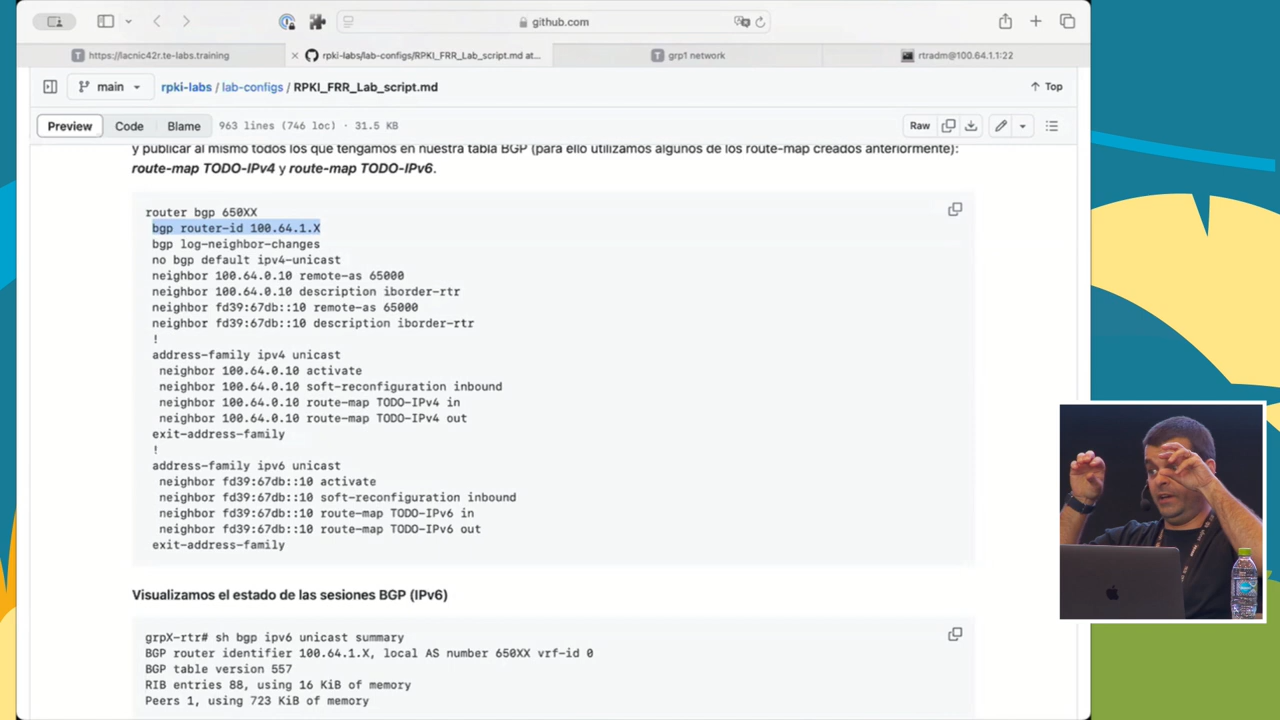 github.com
https://lacnic42r.te-labs.training
rpki-labs/lab-configs/RPKI_FRR_Lab_script.md at...
grp1 network
rtradm@100.64.1.1:22
main
rpki-labs / lab-configs / RPKI_FRR_Lab_script.md
Top
Preview
Code
Blame
963 lines (746 loc) · 31.5 KB
Raw
y publicar al mismo todos los que tengamos en nuestra tabla BGP (para ello utilizamos algunos de los route-map creados anteriormente):
route-map TODO-IPv4 y route-map TODO-IPv6.
router bgp 650XX
bgp router-id 100.64.1.X
bgp log-neighbor-changes
no bgp default ipv4-unicast
neighbor 100.64.0.10 remote-as 65000
neighbor 100.64.0.10 description iborder-rtr
neighbor fd39:67db::10 remote-as 65000
neighbor fd39:67db::10 description iborder-rtr
!
address-family ipv4 unicast
neighbor 100.64.0.10 activate
neighbor 100.64.0.10 soft-reconfiguration inbound
neighbor 100.64.0.10 route-map TODO-IPv4 in
neighbor 100.64.0.10 route-map TODO-IPv4 out
exit-address-family
!
address-family ipv6 unicast
neighbor fd39:67db::10 activate
neighbor fd39:67db::10 soft-reconfiguration inbound
neighbor fd39:67db::10 route-map TODO-IPv6 in
neighbor fd39:67db::10 route-map TODO-IPv6 out
exit-address-family
Visualizamos el estado de las sesiones BGP (IPv6)
grpX-rtr# sh bgp ipv6 unicast summary
BGP router identifier 100.64.1.X, local AS number 650XX vrf-id 0
BGP table version 557
RIB entries 88, using 16 KiB of memory
Peers 1, using 723 KiB of memory